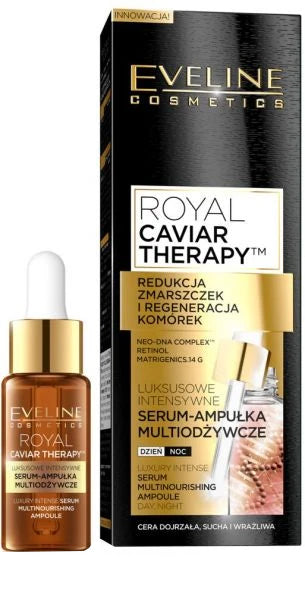 INNOWACJA!
EVELINE
COSMETICS
ROYAL
CAVIAR
THERAPY™
REDUKCJA
ZMARSZCZEK
I REGENERACJA
KOMÓREK
NEO-DNA COMPLEX™
RETINOL
MATRIGENICS.14 G
LUKSUSOWE
INTENSYWNE
SERUM-AMPUŁKA
MULTIODŻYWCZE
DZIEŃ NOC
LUXURY INTENSE
SERUM
MULTINOURISHING
AMPOULE
DAY, NIGHT
CERA DOJRZAŁA, SUCHA I WRAŻLIWA
EVELINE
COSMETICS
ROYAL
CAVIAR THERAPY™
LUKSUSOWE INTENSYWNE
SERUM-AMPUŁKA
MULTIODŻYWCZE
LUXURY INTENSE SERUM
MULTINOURISHING
AMPOULE